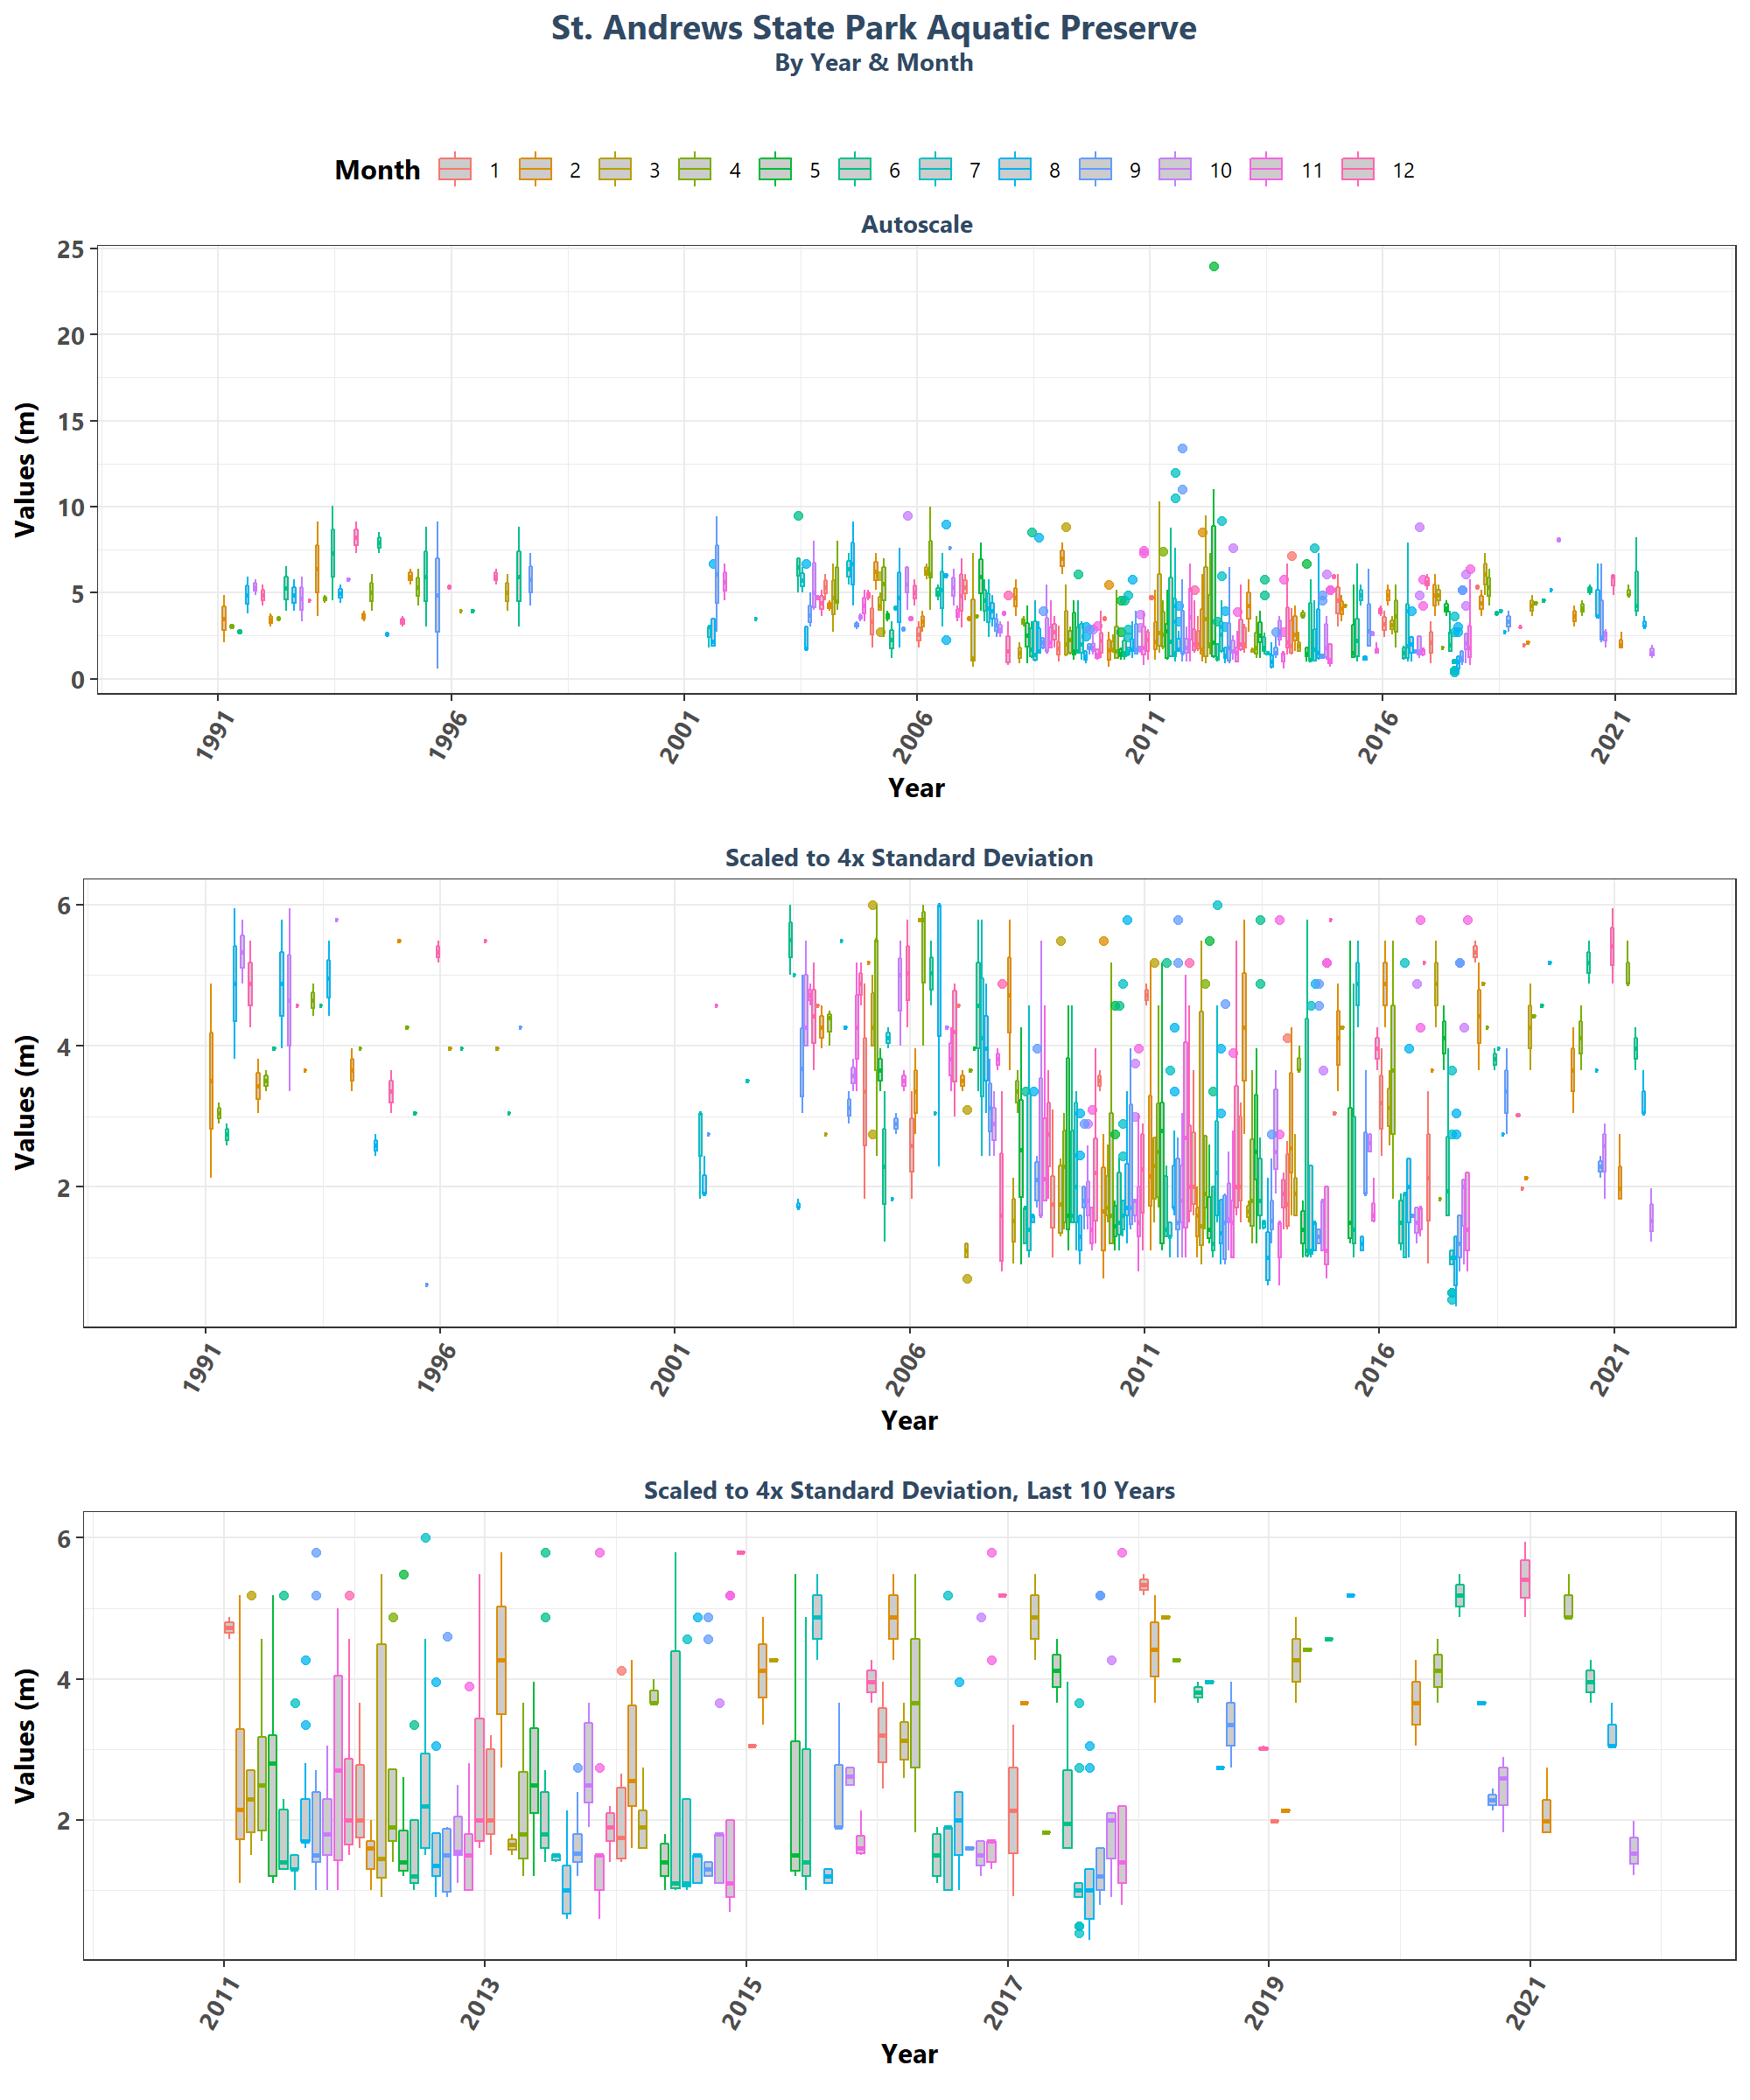 St. Andrews State Park Aquatic Preserve
By Year & Month
Month 1 2 3 4 5 6 7 8 9 10 11 12
Autoscale
25
20
15
10
5
0
Values (m)
1991 1996 2001 2006 2011 2016 2021
Year
Scaled to 4x Standard Deviation
6
4
2
Values (m)
1991 1996 2001 2006 2011 2016 2021
Year
Scaled to 4x Standard Deviation, Last 10 Years
6
4
2
Values (m)
2011 2013 2015 2017 2019 2021
Year